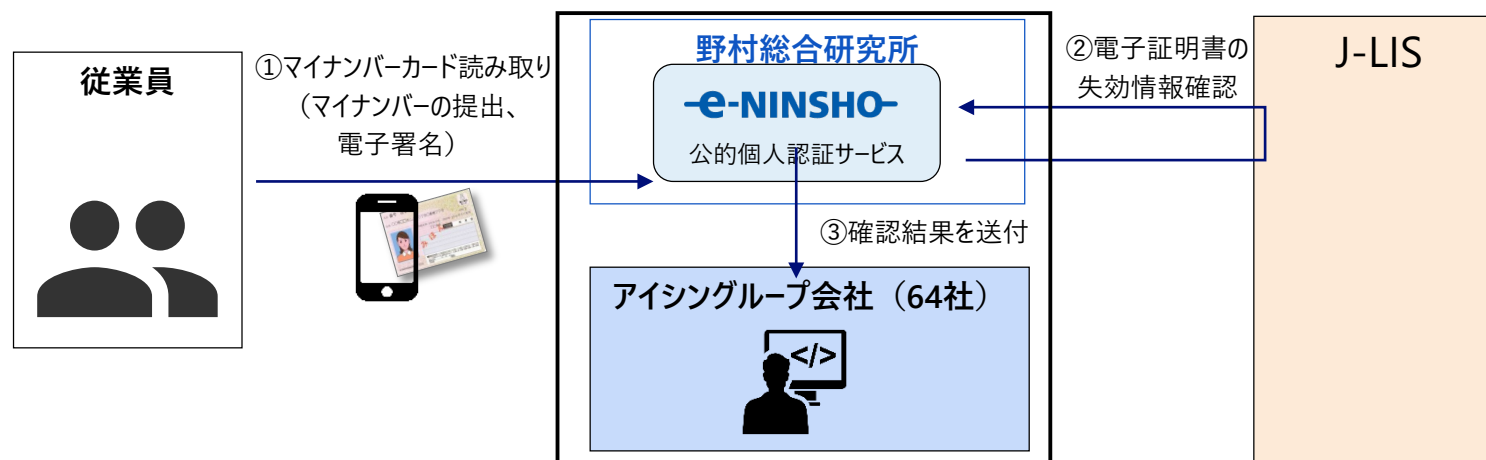 従業員
①マイナンバーカード読み取り
（マイナンバーの提出、
電子署名）
野村総合研究所
e-NINSHO
公的個人認証サービス
②電子証明書の
失効情報確認
J-LIS
③確認結果を送付
アイシングループ会社（64社）
</>